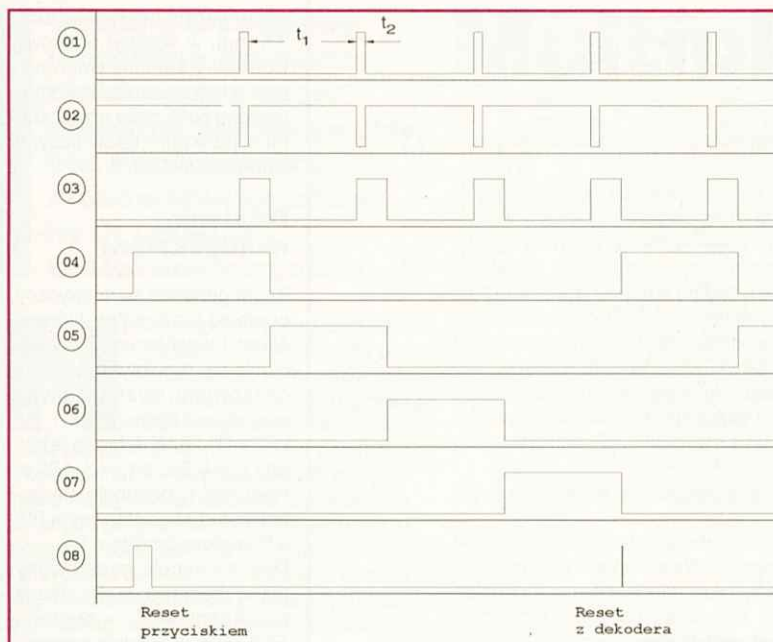 01
t1
t2
02
03
04
05
06
07
08
Reset
przyciskiem
Reset
z dekodera